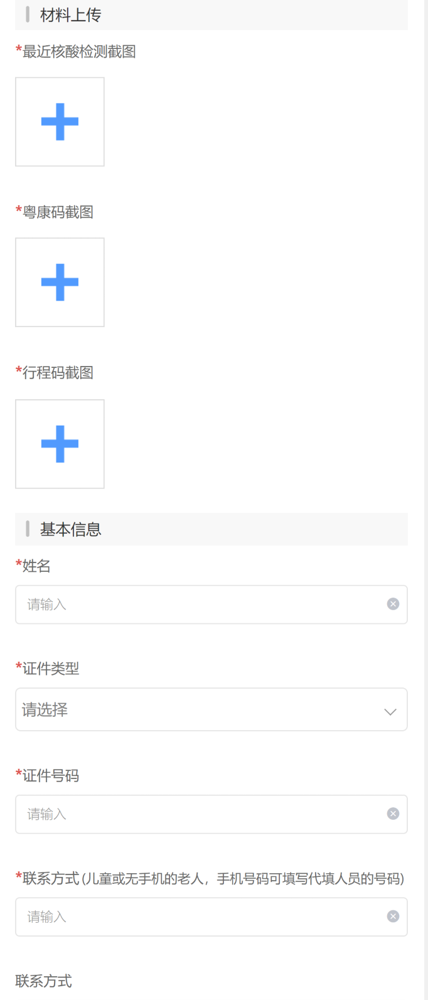 材料上传
*最近核酸检测截图
*粤康码截图
*行程码截图
基本信息
*姓名
请输入
*证件类型
请选择
*证件号码
请输入
*联系方式 (儿童或无手机的老人，手机号码可填写代填人员的号码)
请输入
联系方式